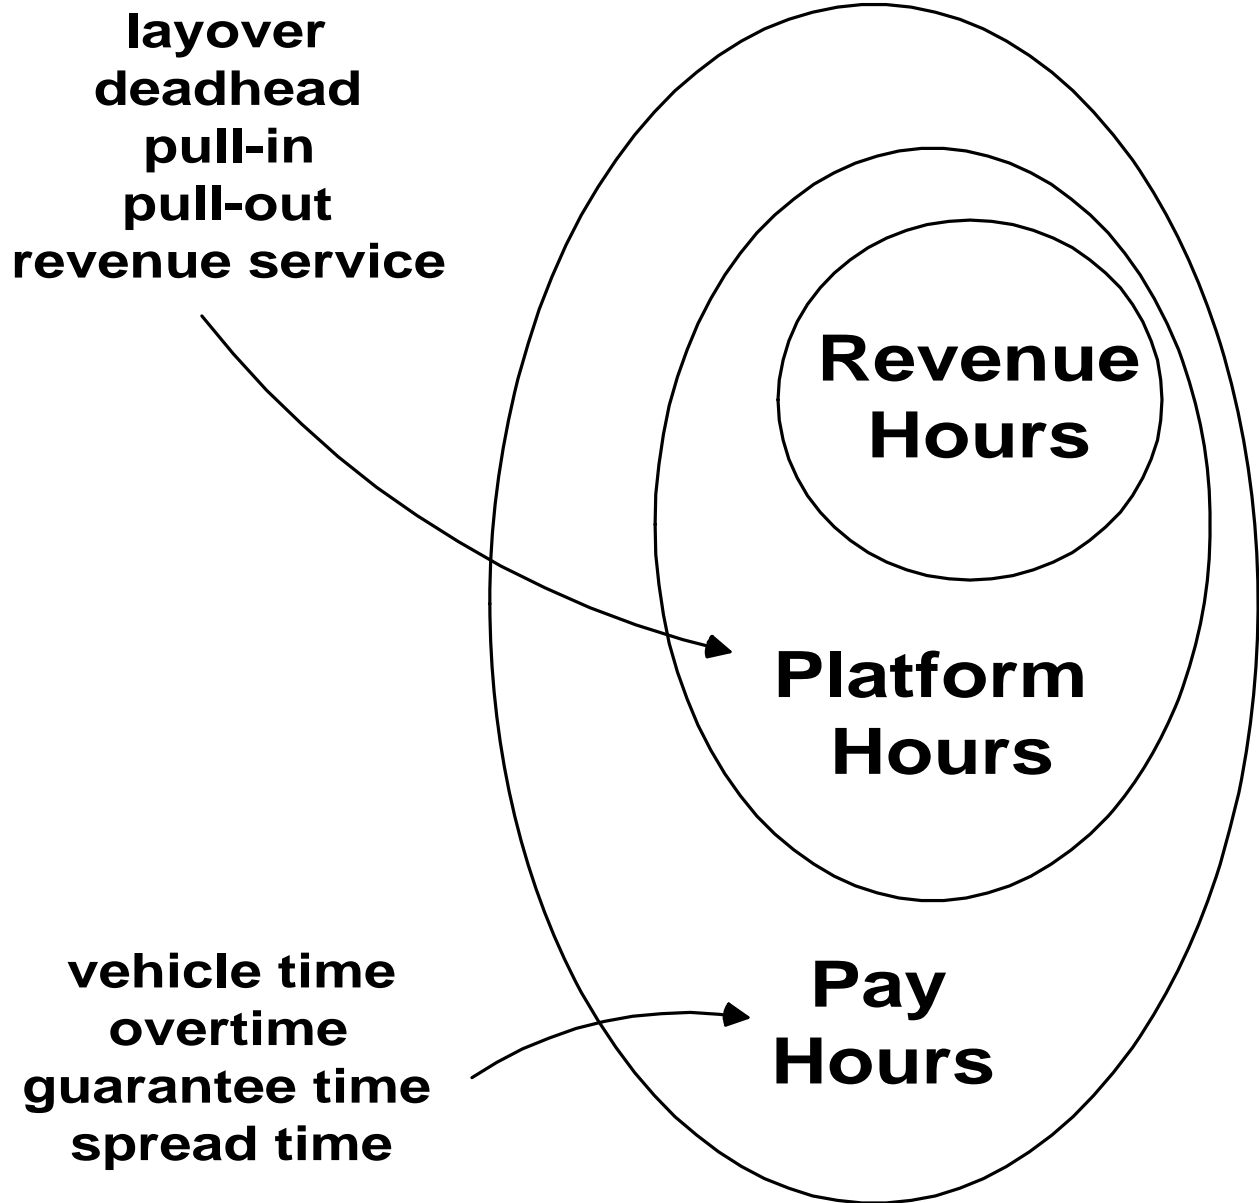 layover
deadhead
pull-in
pull-out
revenue service
Revenue
Hours
Platform
Hours
vehicle time
overtime
guarantee time
spread time
Pay
Hours